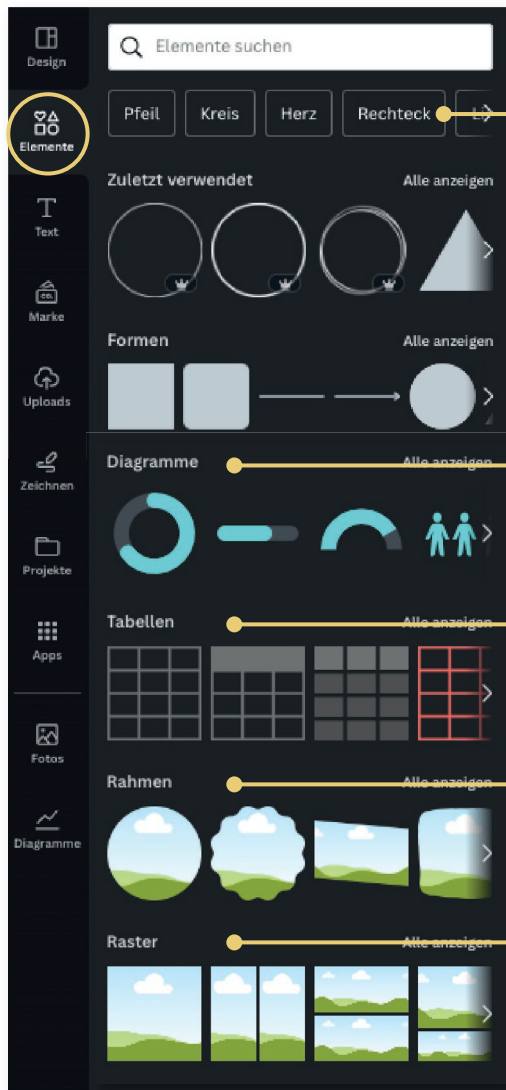 Design
Elemente
Text
CO.
Marke
Uploads
Zeichnen
Projekte
Apps
Fotos
Diagramme
Elemente suchen
Pfeil Kreis Herz Rechteck
Zuletzt verwendet Alle anzeigen
Formen Alle anzeigen
Diagramme Alle anzeigen
Tabellen Alle anzeigen
Rahmen Alle anzeigen
Raster Alle anzeigen